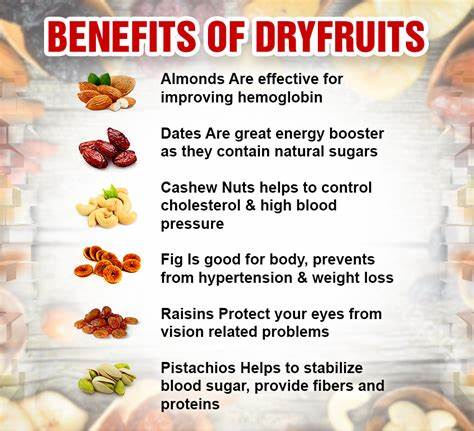 BENEFITS OF DRYFRUITS
Almonds Are effective for
improving hemoglobin
Dates Are great energy booster
as they contain natural sugars
Cashew Nuts helps to control
cholesterol & high blood
pressure
Fig Is good for body, prevents
from hypertension & weight loss
Raisins Protect your eyes from
vision related problems
Pistachios Helps to stabilize
blood sugar, provide fibers and
proteins